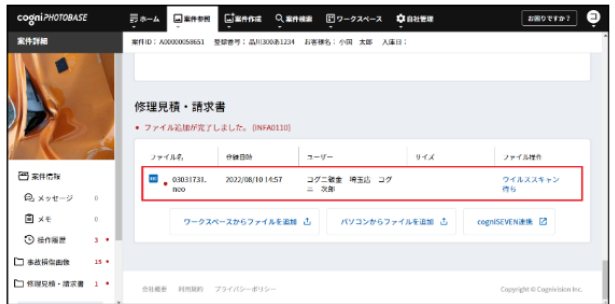 cogni PHOTOBASE
ホーム 案件参照 案件作成 案件検索 ワークスペース 自社管理 お困りですか？
案件詳細
案件ID： A00000058651 登録番号： 品川300あ1234 お客様名： 小田 太郎 入庫日：
修理見積・請求書
ファイル追加が完了しました。(INFA0110)
ファイル名 登録日時 ユーザー サイズ ファイル操作
03031731.neo 2022/08/10 14:57 コグニ鈑金 埼玉店 コグニ 次郎 ウイルススキャン待ち
案件情報
メッセージ 0
メモ 0
操作履歴 3
事故損傷画像 15
修理見積・請求書 1
ワークスペースからファイルを追加 パソコンからファイルを追加 cogniSEVEN連携
会社概要 利用規約 プライバシーポリシー Copyright © Cognivision Inc.